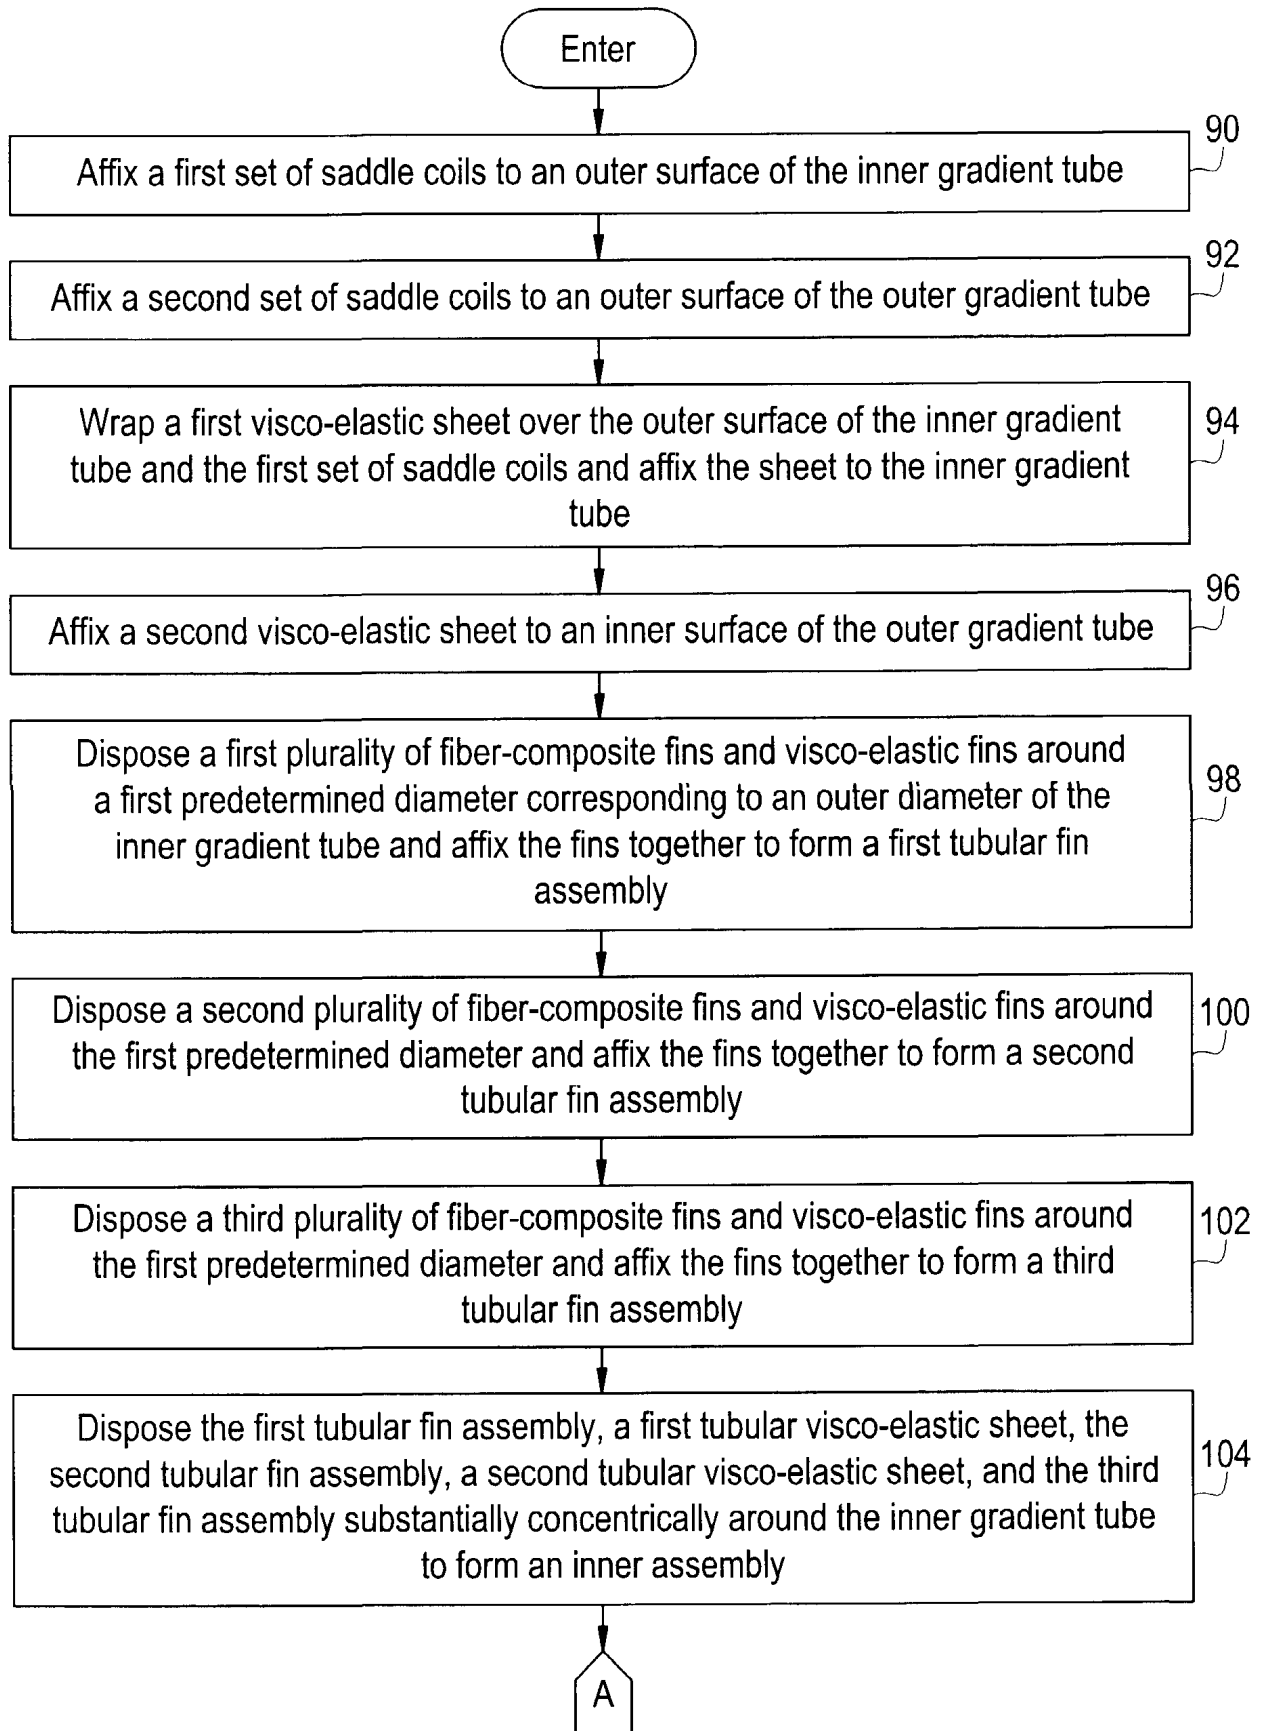 Enter
90
Affix a first set of saddle coils to an outer surface of the inner gradient tube
92
Affix a second set of saddle coils to an outer surface of the outer gradient tube
94
Wrap a first visco-elastic sheet over the outer surface of the inner gradient
tube and the first set of saddle coils and affix the sheet to the inner gradient
tube
96
Affix a second visco-elastic sheet to an inner surface of the outer gradient tube
98
Dispose a first plurality of fiber-composite fins and visco-elastic fins around
a first predetermined diameter corresponding to an outer diameter of the
inner gradient tube and affix the fins together to form a first tubular fin
assembly
100
Dispose a second plurality of fiber-composite fins and visco-elastic fins around
the first predetermined diameter and affix the fins together to form a second
tubular fin assembly
102
Dispose a third plurality of fiber-composite fins and visco-elastic fins around
the first predetermined diameter and affix the fins together to form a third
tubular fin assembly
104
Dispose the first tubular fin assembly, a first tubular visco-elastic sheet, the
second tubular fin assembly, a second tubular visco-elastic sheet, and the third
tubular fin assembly substantially concentrically around the inner gradient tube
to form an inner assembly
A